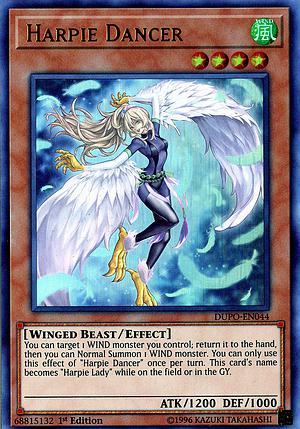 HARPIE DANCER
WIND
風
DUPO-EN044
[WINGED BEAST/EFFECT]
You can target 1 WIND monster you control; return it to the hand,
then you can Normal Summon 1 WIND monster. You can only use
this effect of "Harpie Dancer" once per turn. This card's name
becomes "Harpie Lady" while on the field or in the GY.
ATK/1200 DEF/1000
68815132 1st Edition ©1996 KAZUKI TAKAHASHI